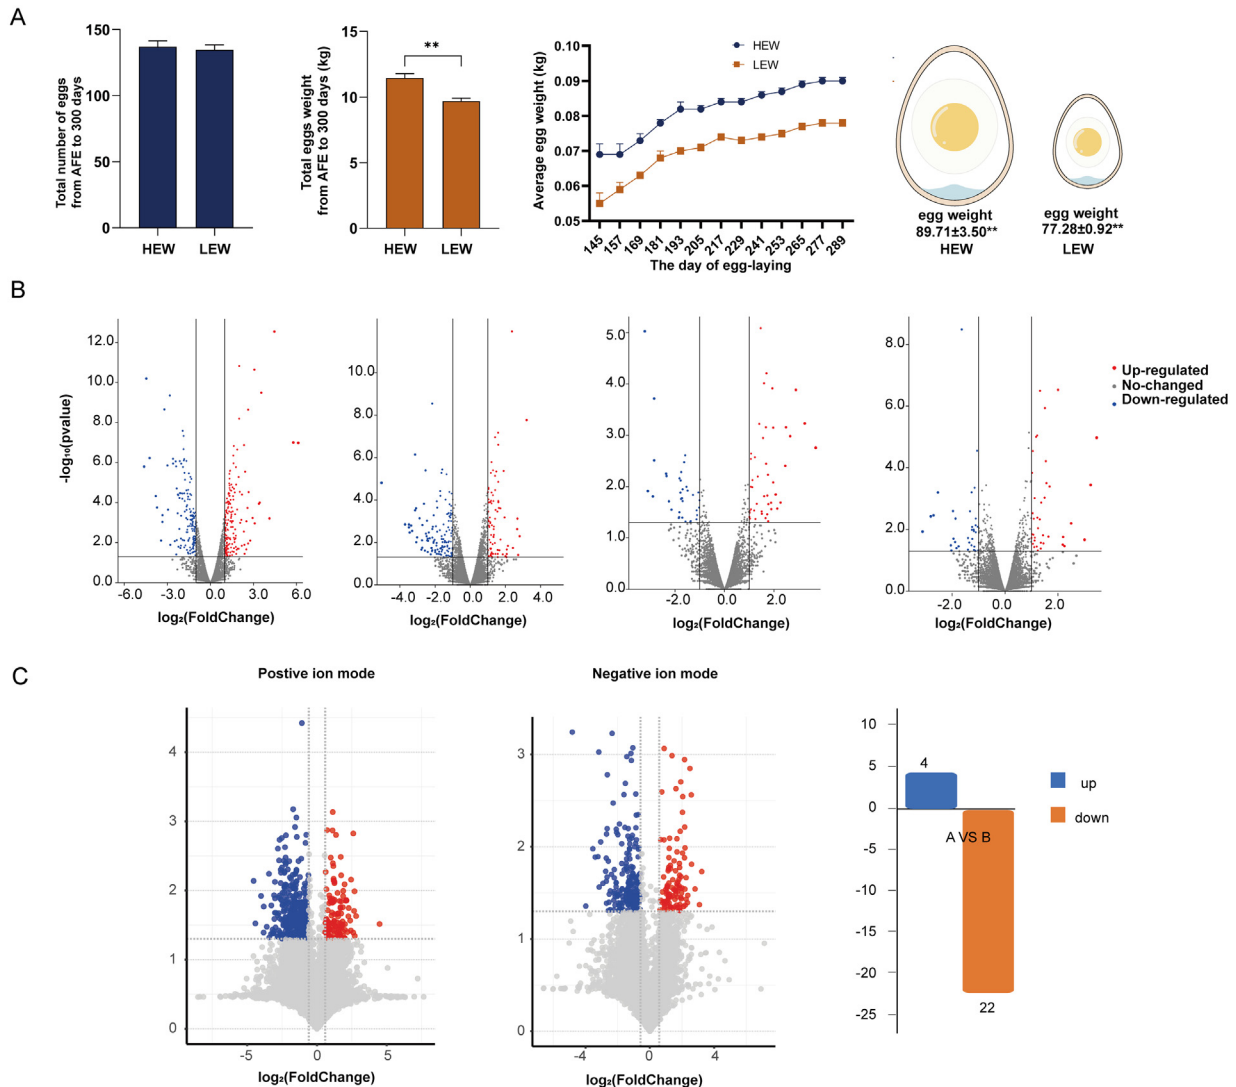 A
Total number of eggs
from AFE to 300 days
150
100
50
0
HEW LEW
Total eggs weight
from AFE to 300 days (kg)
15
10
5
0
**
HEW LEW
Average egg weight (kg)
0.10
0.09
0.08
0.07
0.06
0.05
HEW
LEW
145 157 169 181 193 205 217 229 241 253 265 277 289
The day of egg-laying
egg weight
89.71±3.50**
HEW
egg weight
77.28±0.92**
LEW
B
-log₁₀(pvalue)
12.0
10.0
8.0
6.0
4.0
2.0
0.0
-6.0 -3.0 0.0 3.0 6.0
log₂(FoldChange)
10.0
8.0
6.0
4.0
2.0
0.0
-4.0 -2.0 0.0 2.0 4.0
log₂(FoldChange)
5.0
4.0
3.0
2.0
1.0
0.0
-2.0 0.0 2.0
log₂(FoldChange)
8.0
6.0
4.0
2.0
0.0
-2.0 0.0 2.0
log₂(FoldChange)
Up-regulated
No-changed
Down-regulated
C
Postive ion mode
4
3
2
1
0
-5 0 5
log₂(FoldChange)
Negative ion mode
3
2
1
0
-4 0 4
log₂(FoldChange)
10
5
0
-5
-10
-15
-20
-25
4
A VS B
22
up
down